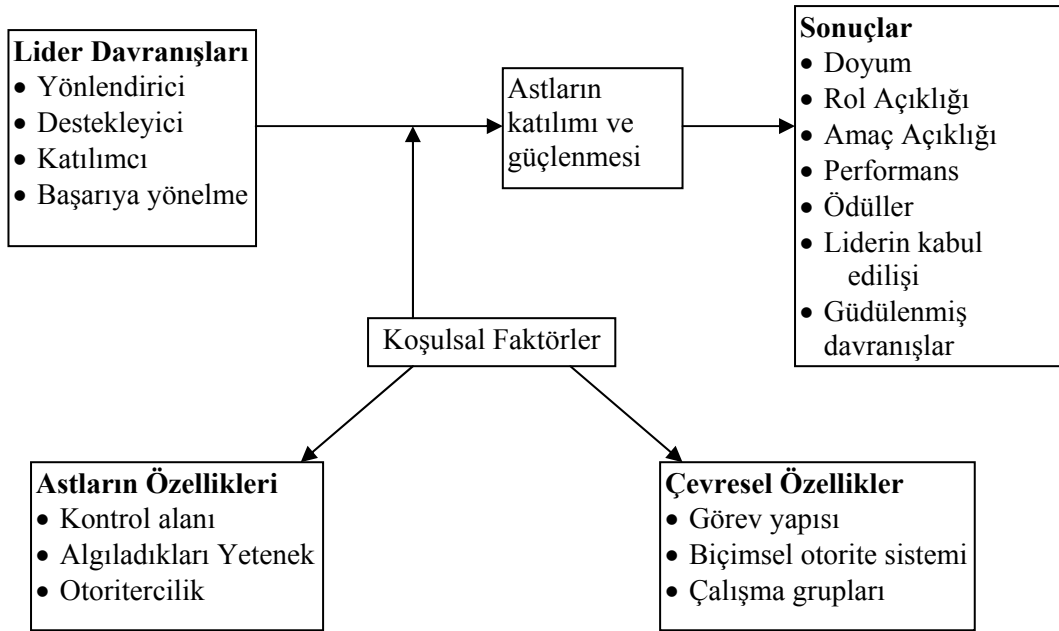 Lider Davranışları
• Yönlendirici
• Destekleyici
• Katılımcı
• Başarıya yönelme
Astların
katılımı ve
güçlenmesi
Sonuçlar
• Doyum
• Rol Açıklığı
• Amaç Açıklığı
• Performans
• Ödüller
• Liderin kabul
edilişi
• Güdülenmiş
davranışlar
Koşulsal Faktörler
Astların Özellikleri
• Kontrol alanı
• Algıladıkları Yetenek
• Otoritercilik
Çevresel Özellikler
• Görev yapısı
• Biçimsel otorite sistemi
• Çalışma grupları